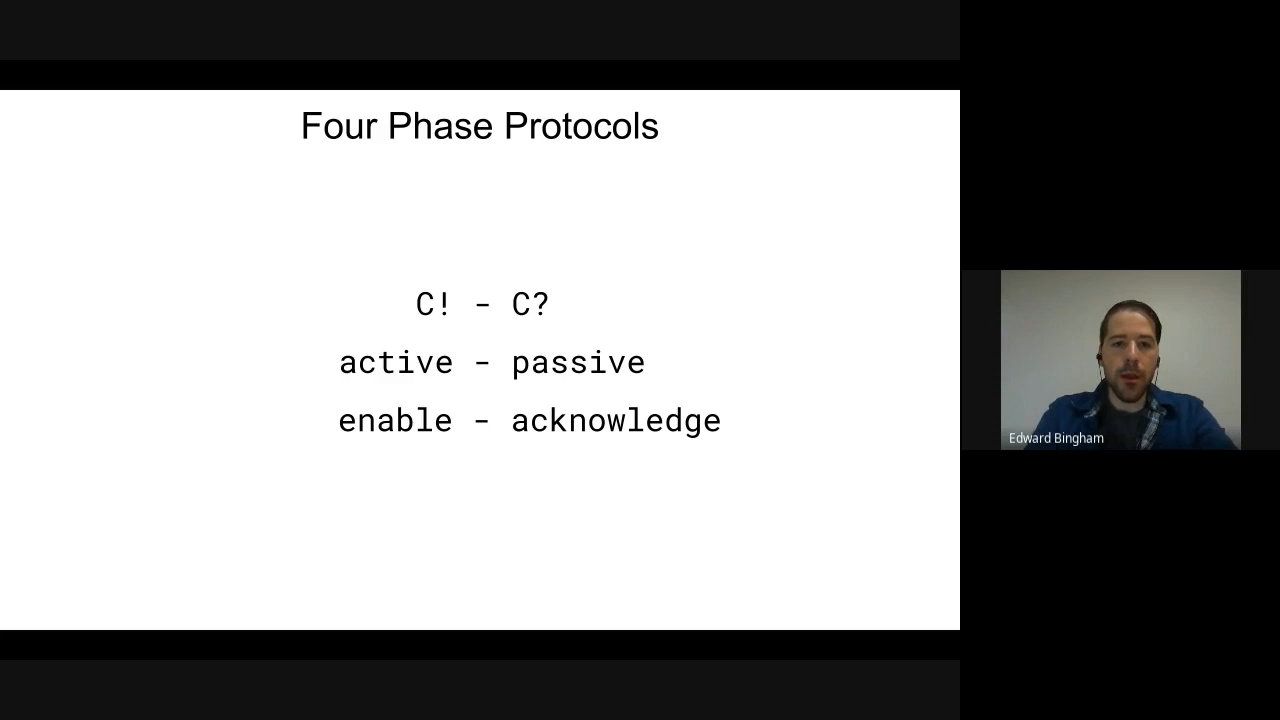 Four Phase Protocols
C! - C?
active - passive
enable - acknowledge
Edward Bingham